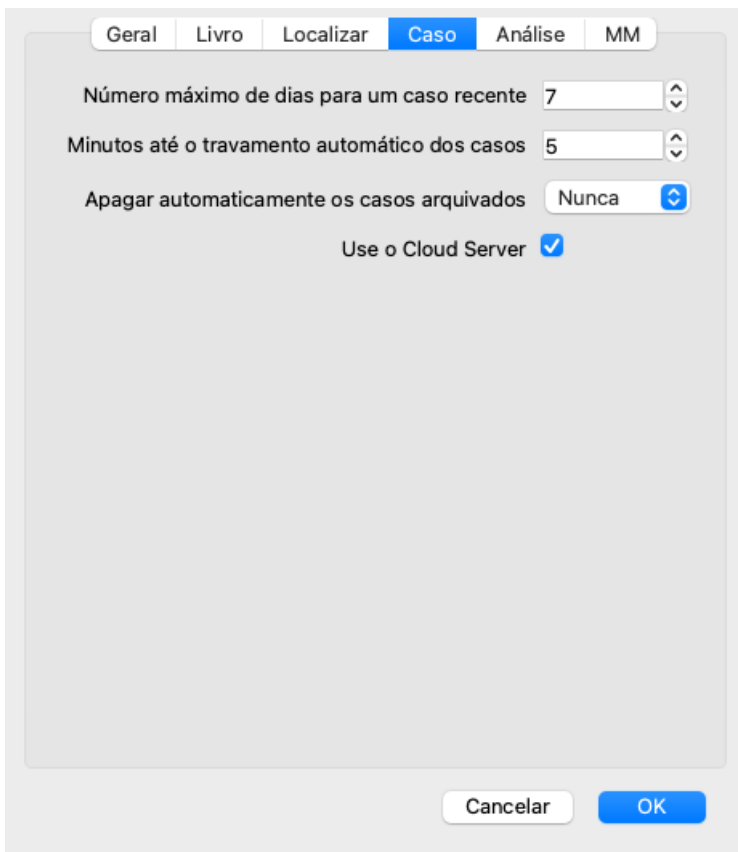 Geral Livro Localizar Caso Análise MM
Número máximo de dias para um caso recente 7
Minutos até o travamento automático dos casos 5
Apagar automaticamente os casos arquivados Nunca
Use o Cloud Server
Cancelar OK